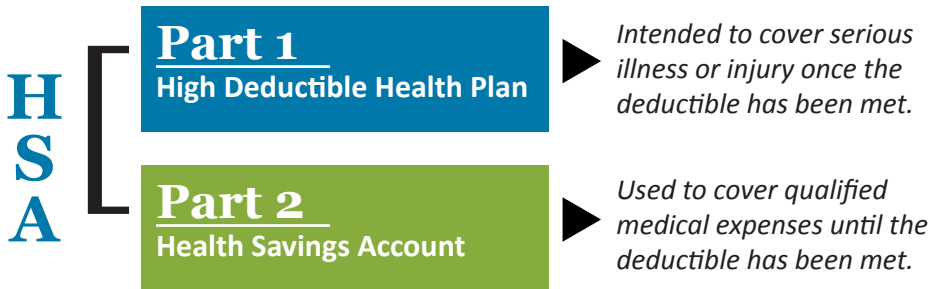 HSA
Part 1
High Deductible Health Plan
Intended to cover serious
illness or injury once the
deductible has been met.
Part 2
Health Savings Account
Used to cover qualified
medical expenses until the
deductible has been met.